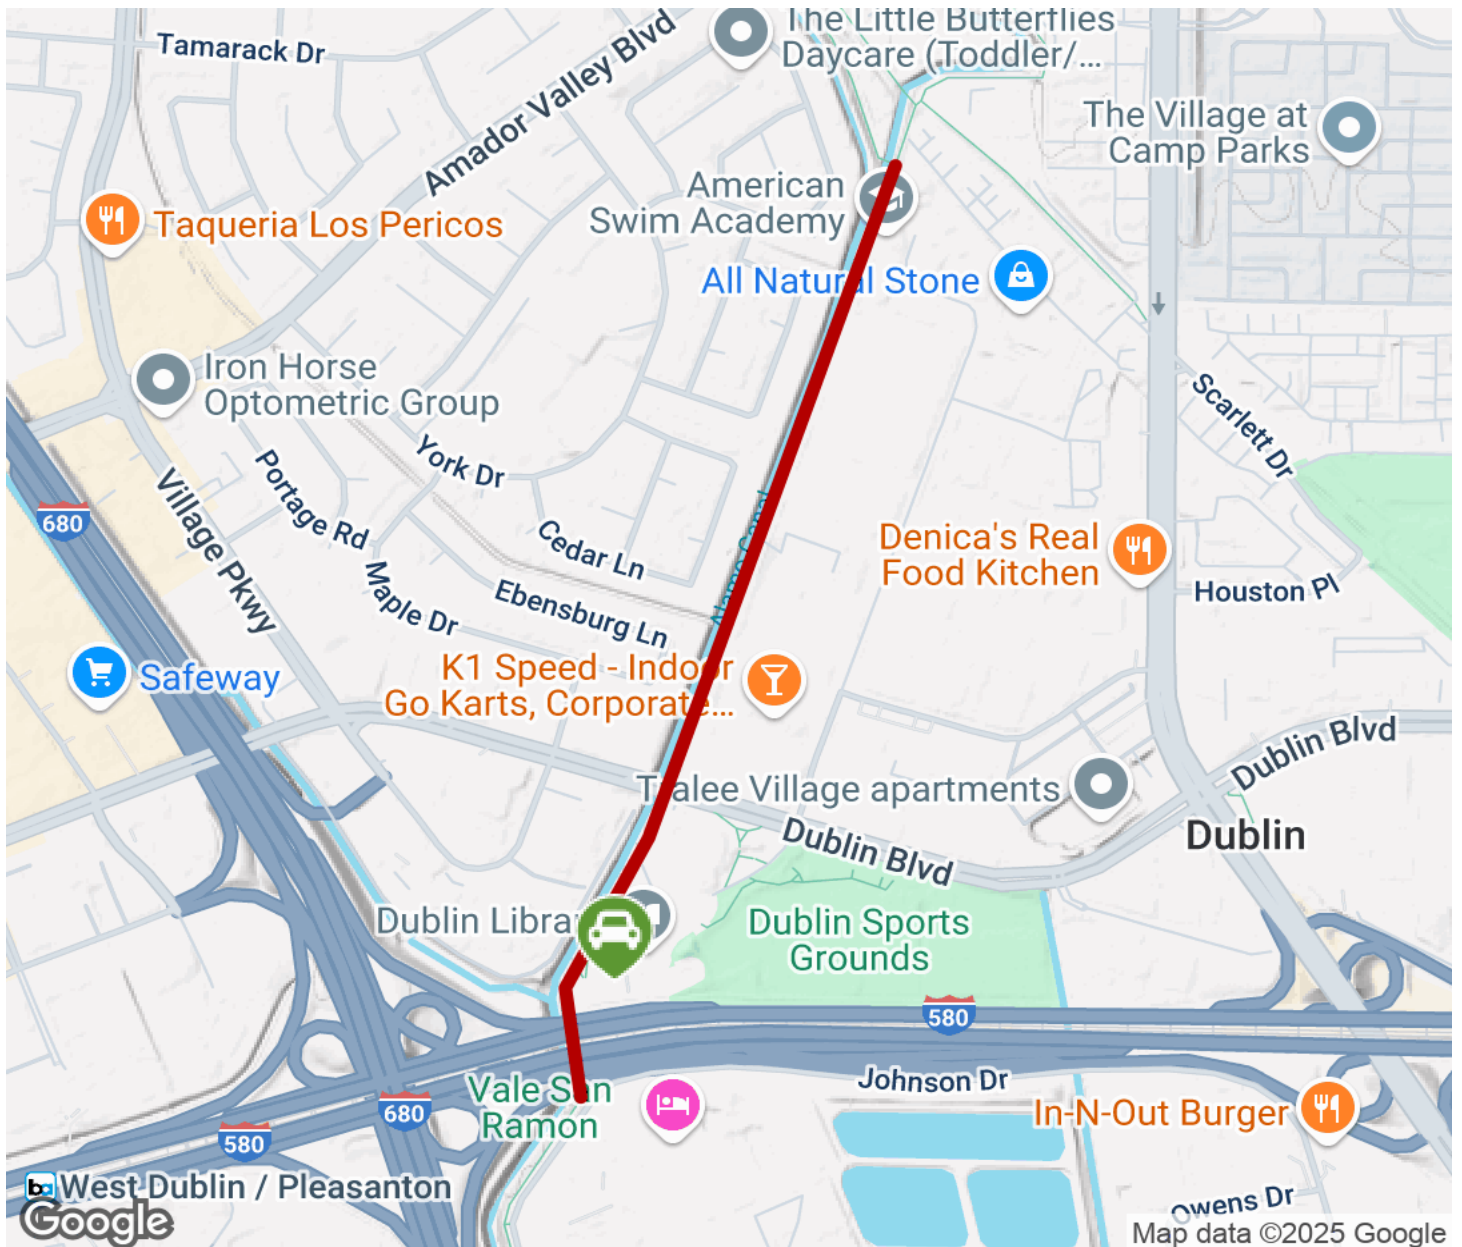 The Little Butterflies
Daycare (Toddler/...
Tamarack Dr
Amador Valley Blvd
The Village at
Camp Parks
American
Swim Academy
Taqueria Los Pericos
All Natural Stone
Iron Horse
Optometric Group
Scarlett Dr
York Dr
Portage Rd
Village Pkwy
680
Cedar Ln
Alamo Canal
Denica's Real
Food Kitchen
Houston Pl
Maple Dr
Ebensburg Ln
K1 Speed - Indoor
Go Karts, Corporate...
Safeway
Dublin Blvd
Tralee Village apartments
Dublin Blvd
Dublin
Dublin Library
Dublin Sports
Grounds
580
Johnson Dr
Vale San
Ramon
680
580
In-N-Out Burger
ba West Dublin / Pleasanton
Owens Dr
Google
Map data ©2025 Google